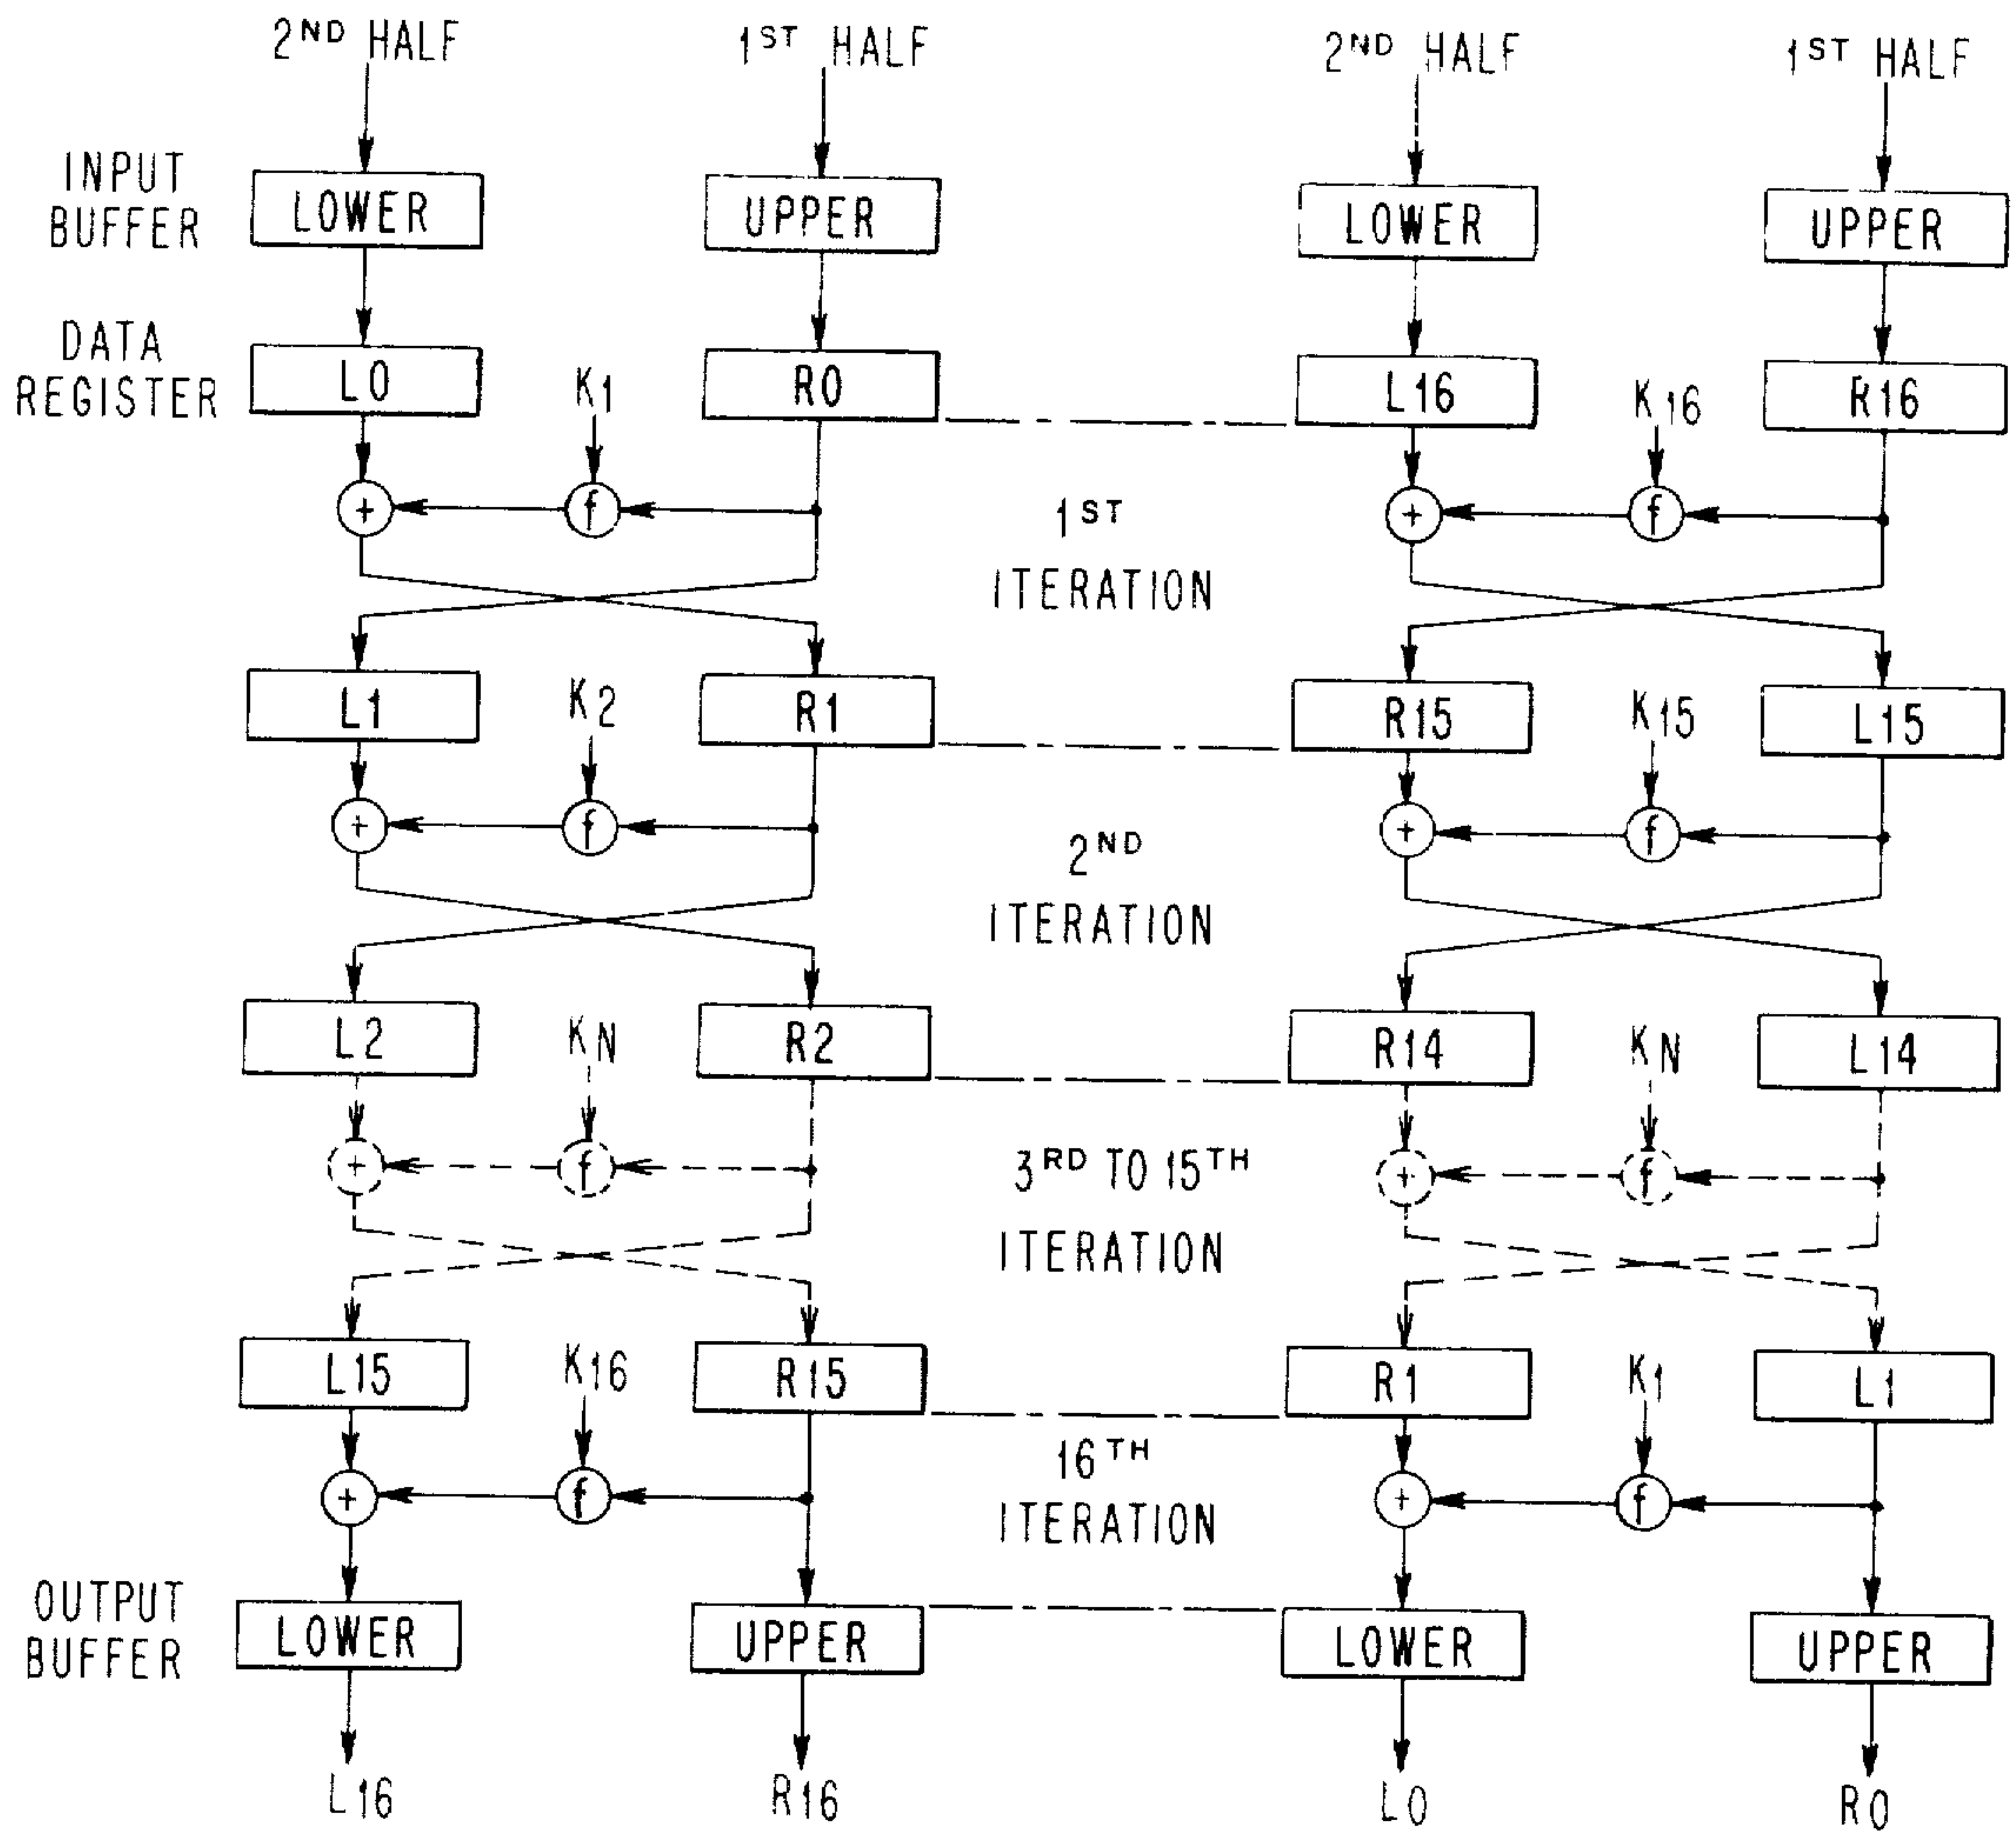 2ND HALF 1ST HALF 2ND HALF 1ST HALF
INPUT BUFFER LOWER UPPER LOWER UPPER
DATA REGISTER L0 K1 R0 L16 K16 R16
+ f + f
1ST ITERATION
L1 K2 R1 R15 K15 L15
+ f + f
2ND ITERATION
L2 KN R2 R14 KN L14
+ f + f
3RD TO 15TH ITERATION
L15 K16 R15 R1 K1 L1
16TH ITERATION
+ f + f
OUTPUT BUFFER LOWER UPPER LOWER UPPER
L16 R16 L0 R0